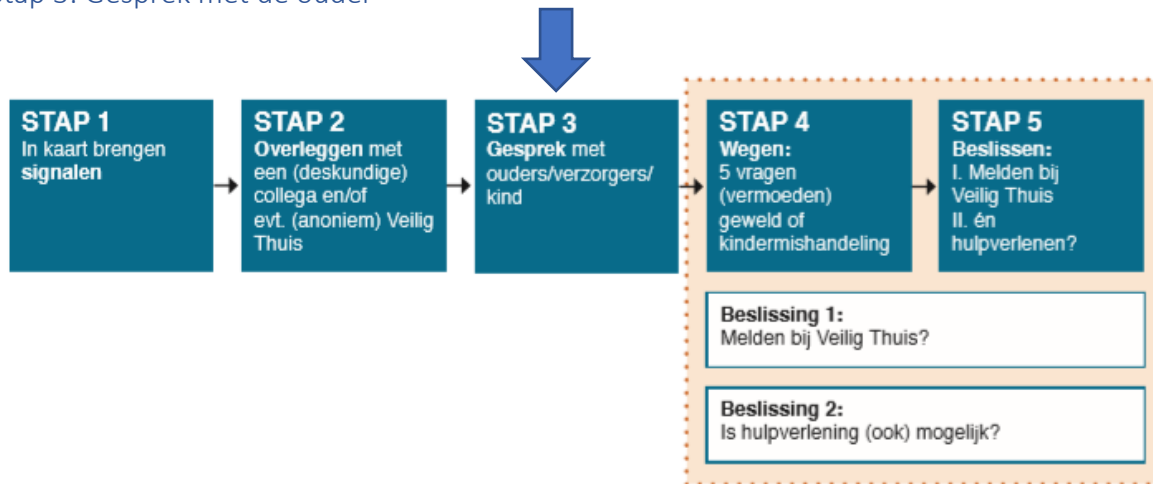 Gesprek met de ouder
STAP 1
In kaart brengen
signalen
STAP 2
Overleggen met
een (deskundige)
collega en/of
evt. (anoniem) Veilig
Thuis
STAP 3
Gesprek met
ouders/verzorgers/
kind
STAP 4
Wegen:
5 vragen
(vermoeden)
geweld of
kindermishandeling
STAP 5
Beslissen:
I. Melden bij
Veilig Thuis
II. én
hulpverlenen?
Beslissing 1:
Melden bij Veilig Thuis?
Beslissing 2:
Is hulpverlening (ook) mogelijk?